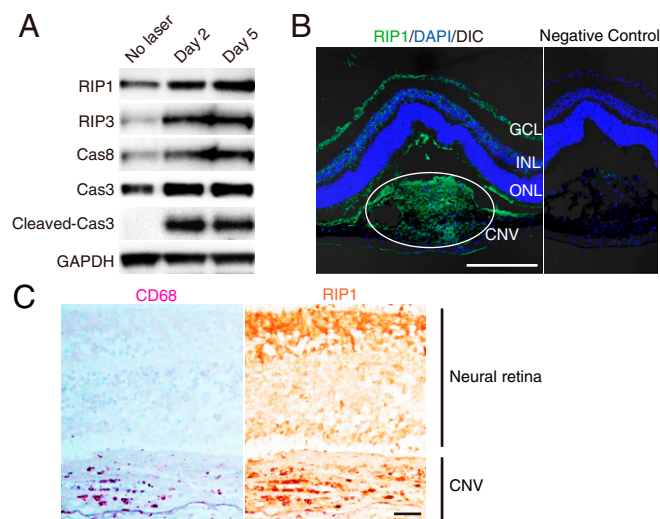 A
No laser
Day 2
Day 5
RIP1
RIP3
Cas8
Cas3
Cleaved-Cas3
GAPDH
B
RIP1/DAPI/DIC
Negative Control
GCL
INL
ONL
CNV
C
CD68
RIP1
Neural retina
CNV